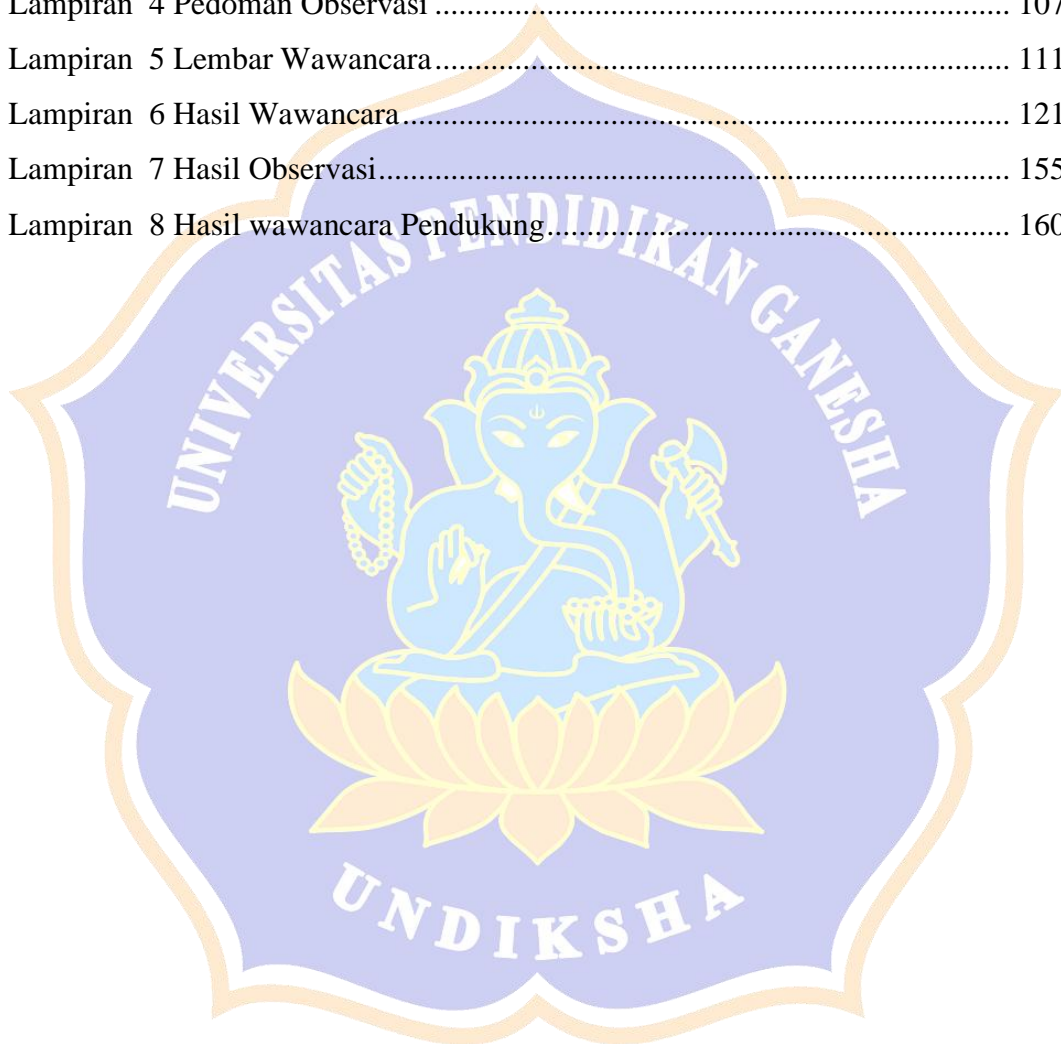 Lampiran  4 Pedoman Observasi ........................................................................ 107
Lampiran  5 Lembar Wawancara ........................................................................ 111
Lampiran  6 Hasil Wawancara ............................................................................ 121
Lampiran  7 Hasil Observasi ............................................................................... 155
Lampiran  8 Hasil wawancara Pendukung .......................................................... 160
UNIVERSITAS PENDIDIKAN GANESHA
UNDIKSHA